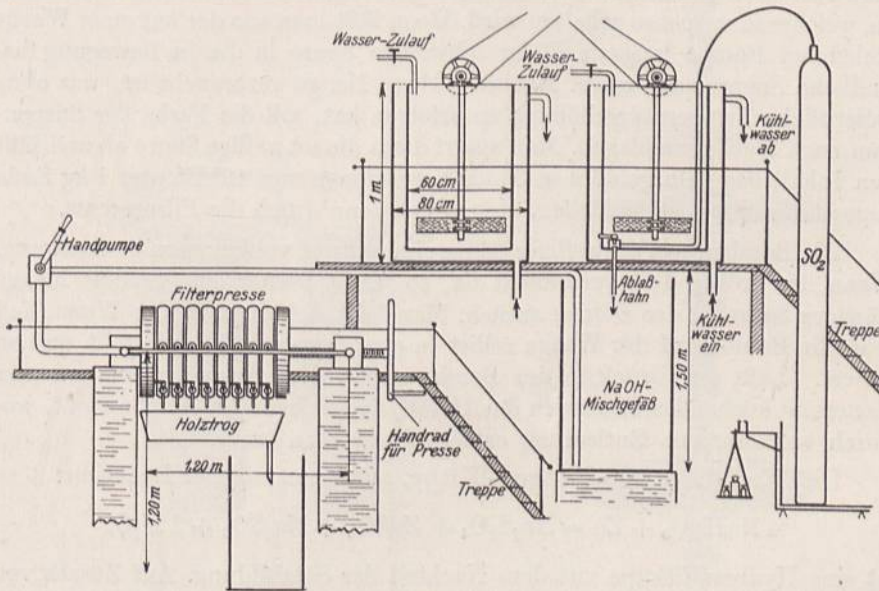 Wasser-Zulauf
Wasser-
Zulauf
Kühl-
wasser
ab
1 m
60 cm
80 cm
Handpumpe
SO₂
Filterpresse
Ablaß-
hahn
Kühl-
wasser
ein
1,50 m
Treppe
NaOH-
Mischgefäß
Holztrog
Handrad
für Presse
1,20 m
Treppe
1,20 m